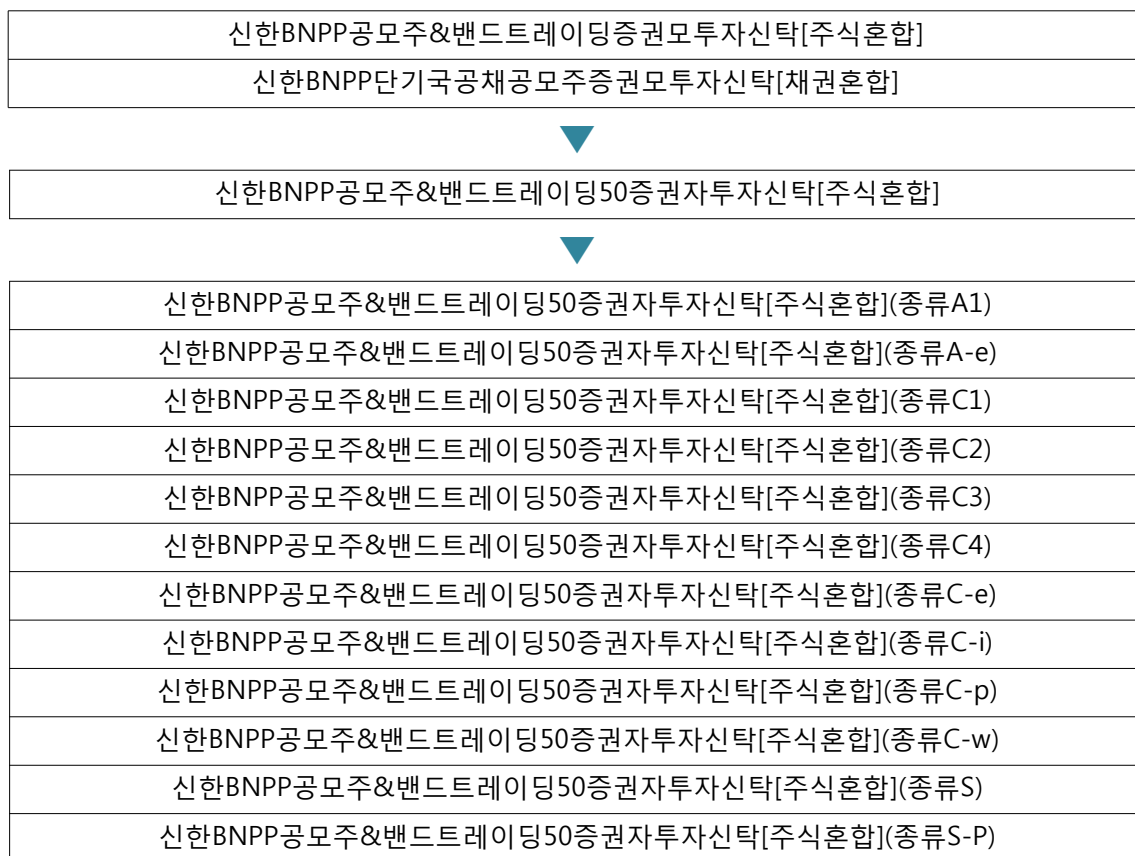 신한BNPP공모주&밴드트레이딩증권모투자신탁[주식혼합]
신한BNPP단기국공채공모주증권모투자신탁[채권혼합]
신한BNPP공모주&밴드트레이딩50증권자투자신탁[주식혼합]
신한BNPP공모주&밴드트레이딩50증권자투자신탁[주식혼합](종류A1)
신한BNPP공모주&밴드트레이딩50증권자투자신탁[주식혼합](종류A-e)
신한BNPP공모주&밴드트레이딩50증권자투자신탁[주식혼합](종류C1)
신한BNPP공모주&밴드트레이딩50증권자투자신탁[주식혼합](종류C2)
신한BNPP공모주&밴드트레이딩50증권자투자신탁[주식혼합](종류C3)
신한BNPP공모주&밴드트레이딩50증권자투자신탁[주식혼합](종류C4)
신한BNPP공모주&밴드트레이딩50증권자투자신탁[주식혼합](종류C-e)
신한BNPP공모주&밴드트레이딩50증권자투자신탁[주식혼합](종류C-i)
신한BNPP공모주&밴드트레이딩50증권자투자신탁[주식혼합](종류C-p)
신한BNPP공모주&밴드트레이딩50증권자투자신탁[주식혼합](종류C-w)
신한BNPP공모주&밴드트레이딩50증권자투자신탁[주식혼합](종류S)
신한BNPP공모주&밴드트레이딩50증권자투자신탁[주식혼합](종류S-P)